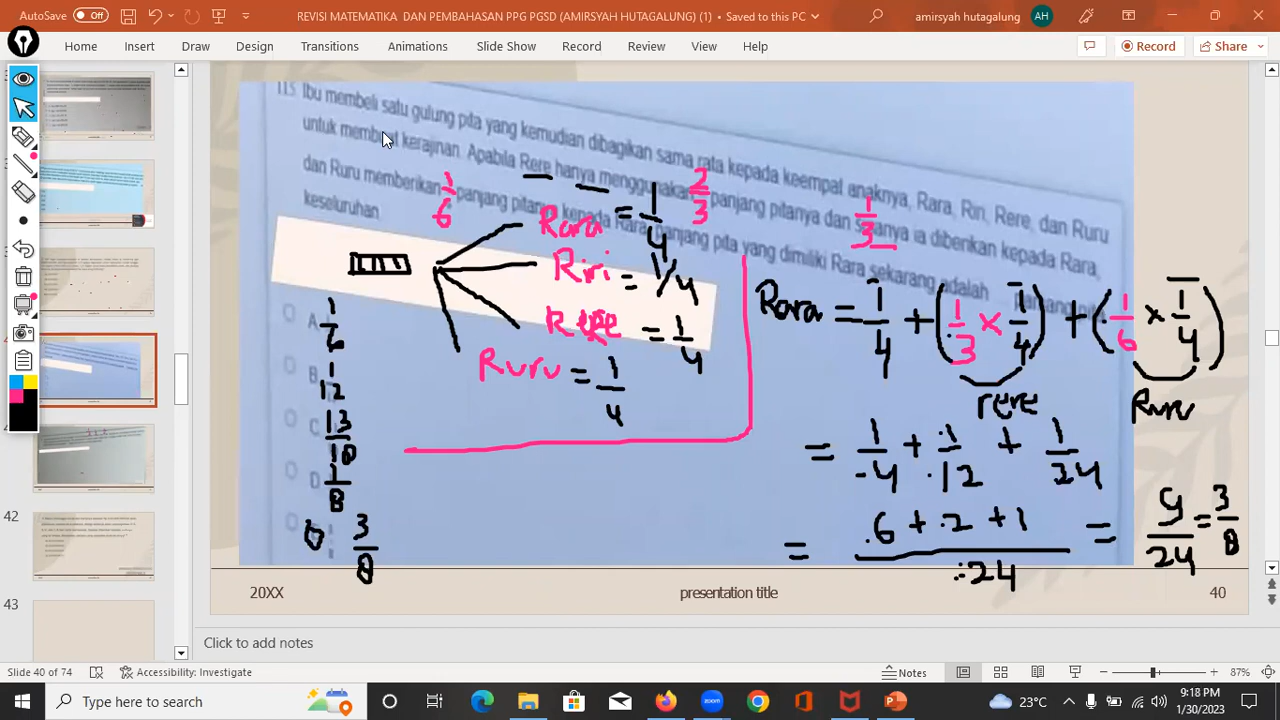 AutoSave Off
REVISI MATEMATIKA DAN PEMBAHASAN PPG PGSD (AMIRSYAH HUTAGALUNG) (1) - Saved to this PC
amirsyah hutagalung AH
Insert Draw Design Transitions Animations Slide Show Record Review View Help
Record Share
115 Ibu membeli satu gulung pita yang kemudian dibagikan sama rata kepada keempat anaknya, Rara, Riri, Rere, dan Ruru
untuk membuat kerajinan. Apabila Rere hanya menggunakan 2/3 panjang pitanya dan sisanya ia diberikan kepada Rara,
dan Ruru memberikan 1/6 panjang pitanya kepada Rara, panjang pita yang dimiliki Rara sekarang adalah panjang pita
keseluruhan.
1/3
Rara = 1/4
Riri = 1/4
Rere = 1/4
Ruru = 1/4
A. 1/6
B. 1/12
C. 13/18
D. 1/8
3/8
Rara = 1/4 + (1/3 × 1/4) + (1/6 × 1/4)
rere Ruru
= 1/4 + 1/12 + 1/24
= 6 + 2 + 1 / 24 = 9/24 = 3/8
20XX presentation title 40
42
43
Click to add notes
Slide 40 of 74 Accessibility: Investigate Notes 87%
Type here to search
zoom
23°C 9:18 PM
1/30/2023